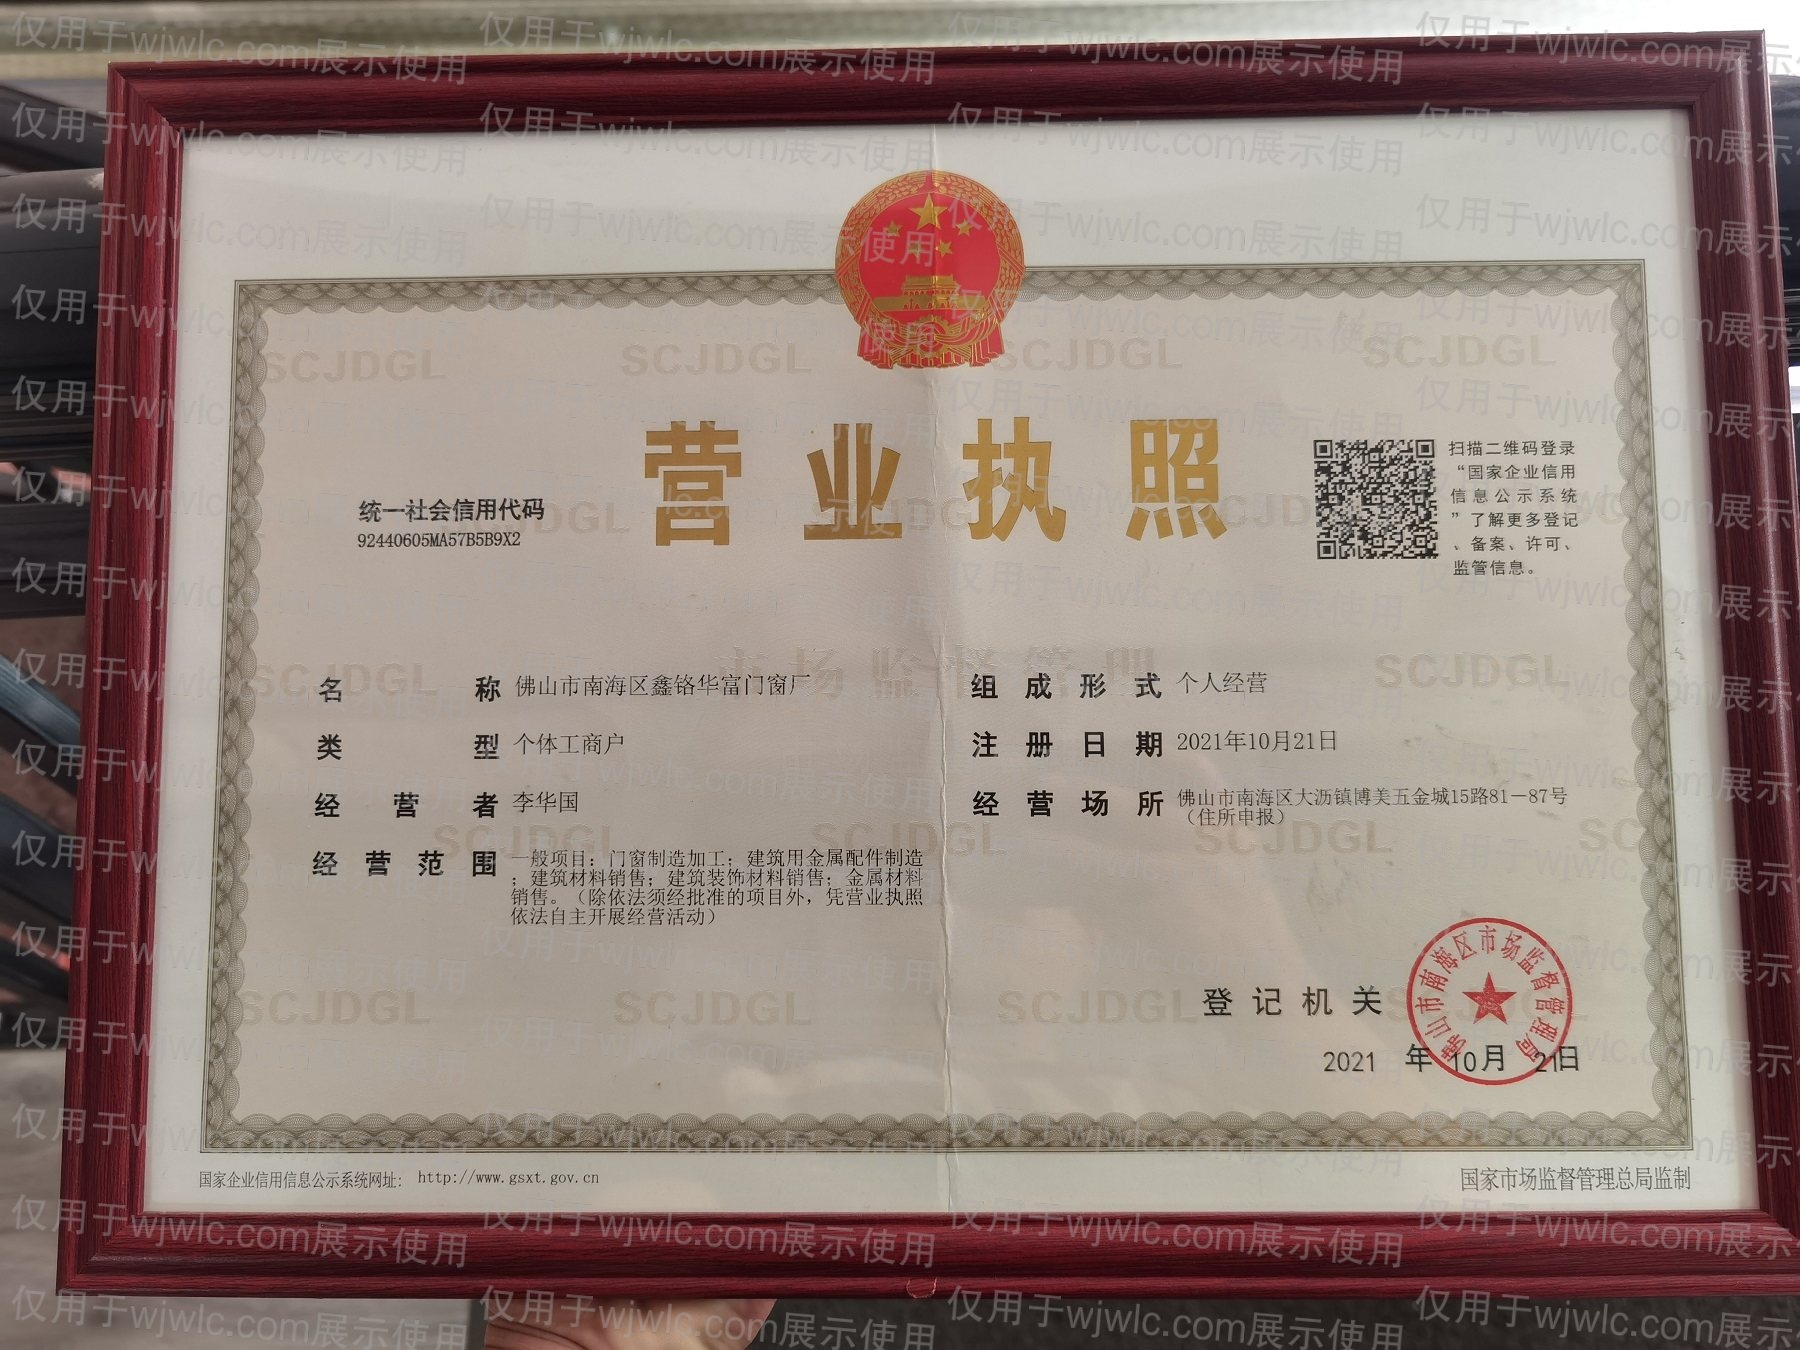 营业执照
统一社会信用代码
92440605MA57B5B9X2
扫描二维码登录
“国家企业信用
信息公示系统
”了解更多登记
、备案、许可、
监管信息。
名称 佛山市南海区鑫铬华富门窗厂
类型 个体工商户
经营者 李华国
经营范围 一般项目：门窗制造加工；建筑用金属配件制造
；建筑材料销售；建筑装饰材料销售；金属材料
销售。（除依法须经批准的项目外，凭营业执照
依法自主开展经营活动）
组成形式 个人经营
注册日期 2021年10月21日
经营场所 佛山市南海区大沥镇博美五金城15路81－87号
（住所申报）
登记机关
佛山市南海区市场监督管理局
2021 年 10月 21日
国家企业信用信息公示系统网址： http://www.gsxt.gov.cn
国家市场监督管理总局监制
SCJDGL
市场监督管理
仅用于wjwlc.com展示使用